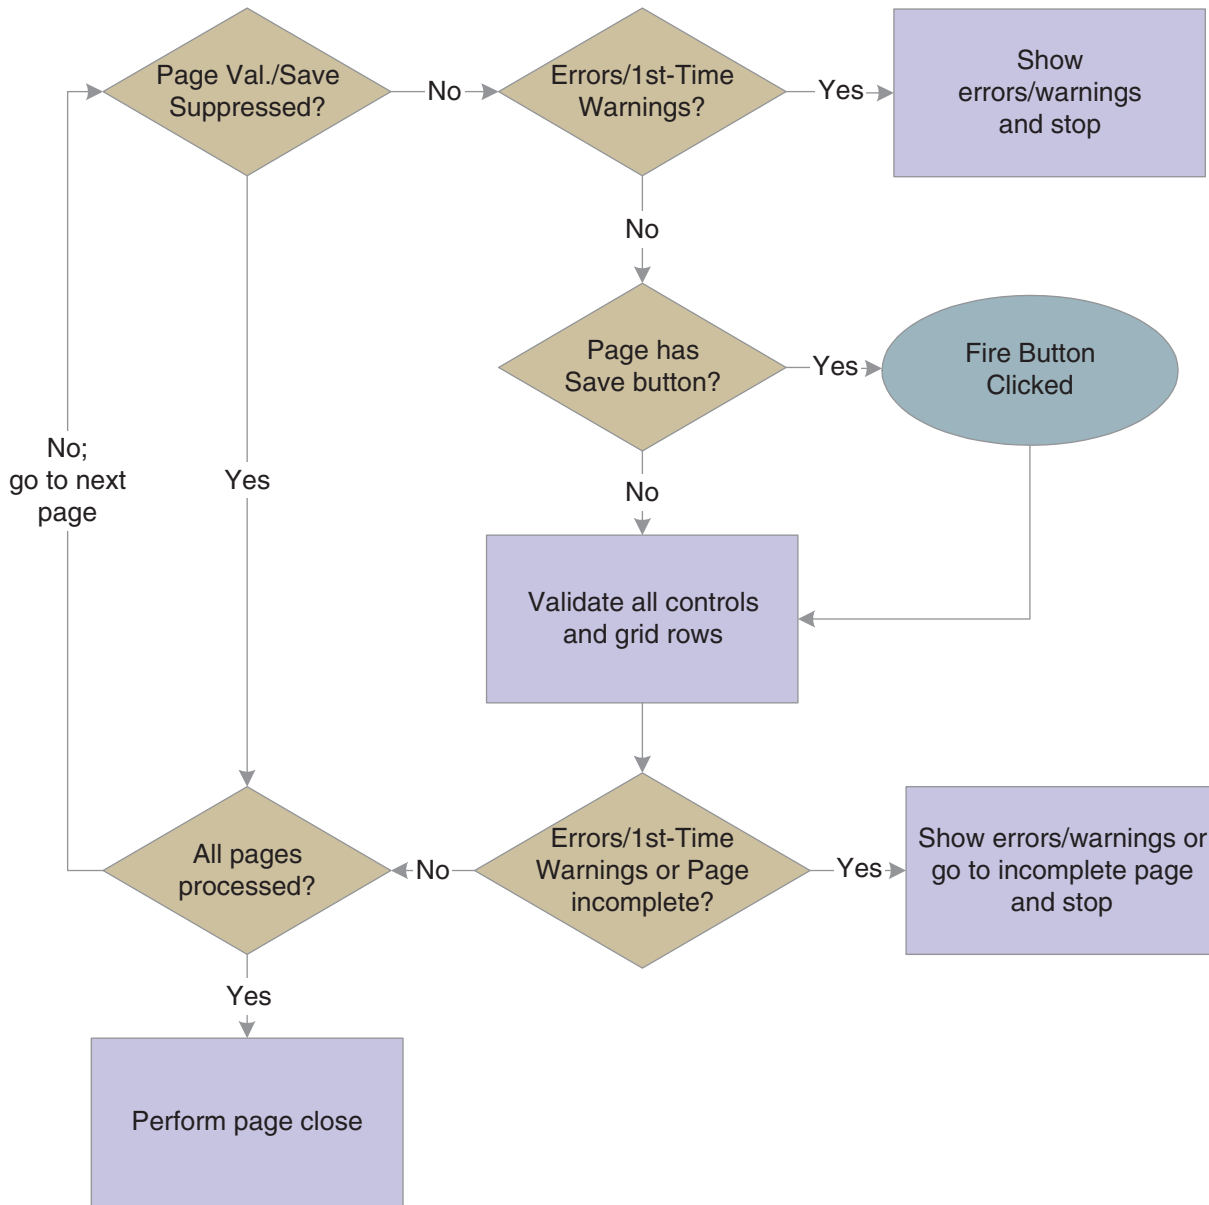 Page Val./Save
Suppressed?
No
Errors/1st-Time
Warnings?
Yes
Show
errors/warnings
and stop
No
Page has
Save button?
Yes
Fire Button
Clicked
No;
go to next
page
Yes
No
Validate all controls
and grid rows
All pages
processed?
No
Errors/1st-Time
Warnings or Page
incomplete?
Yes
Show errors/warnings or
go to incomplete page
and stop
Yes
Perform page close